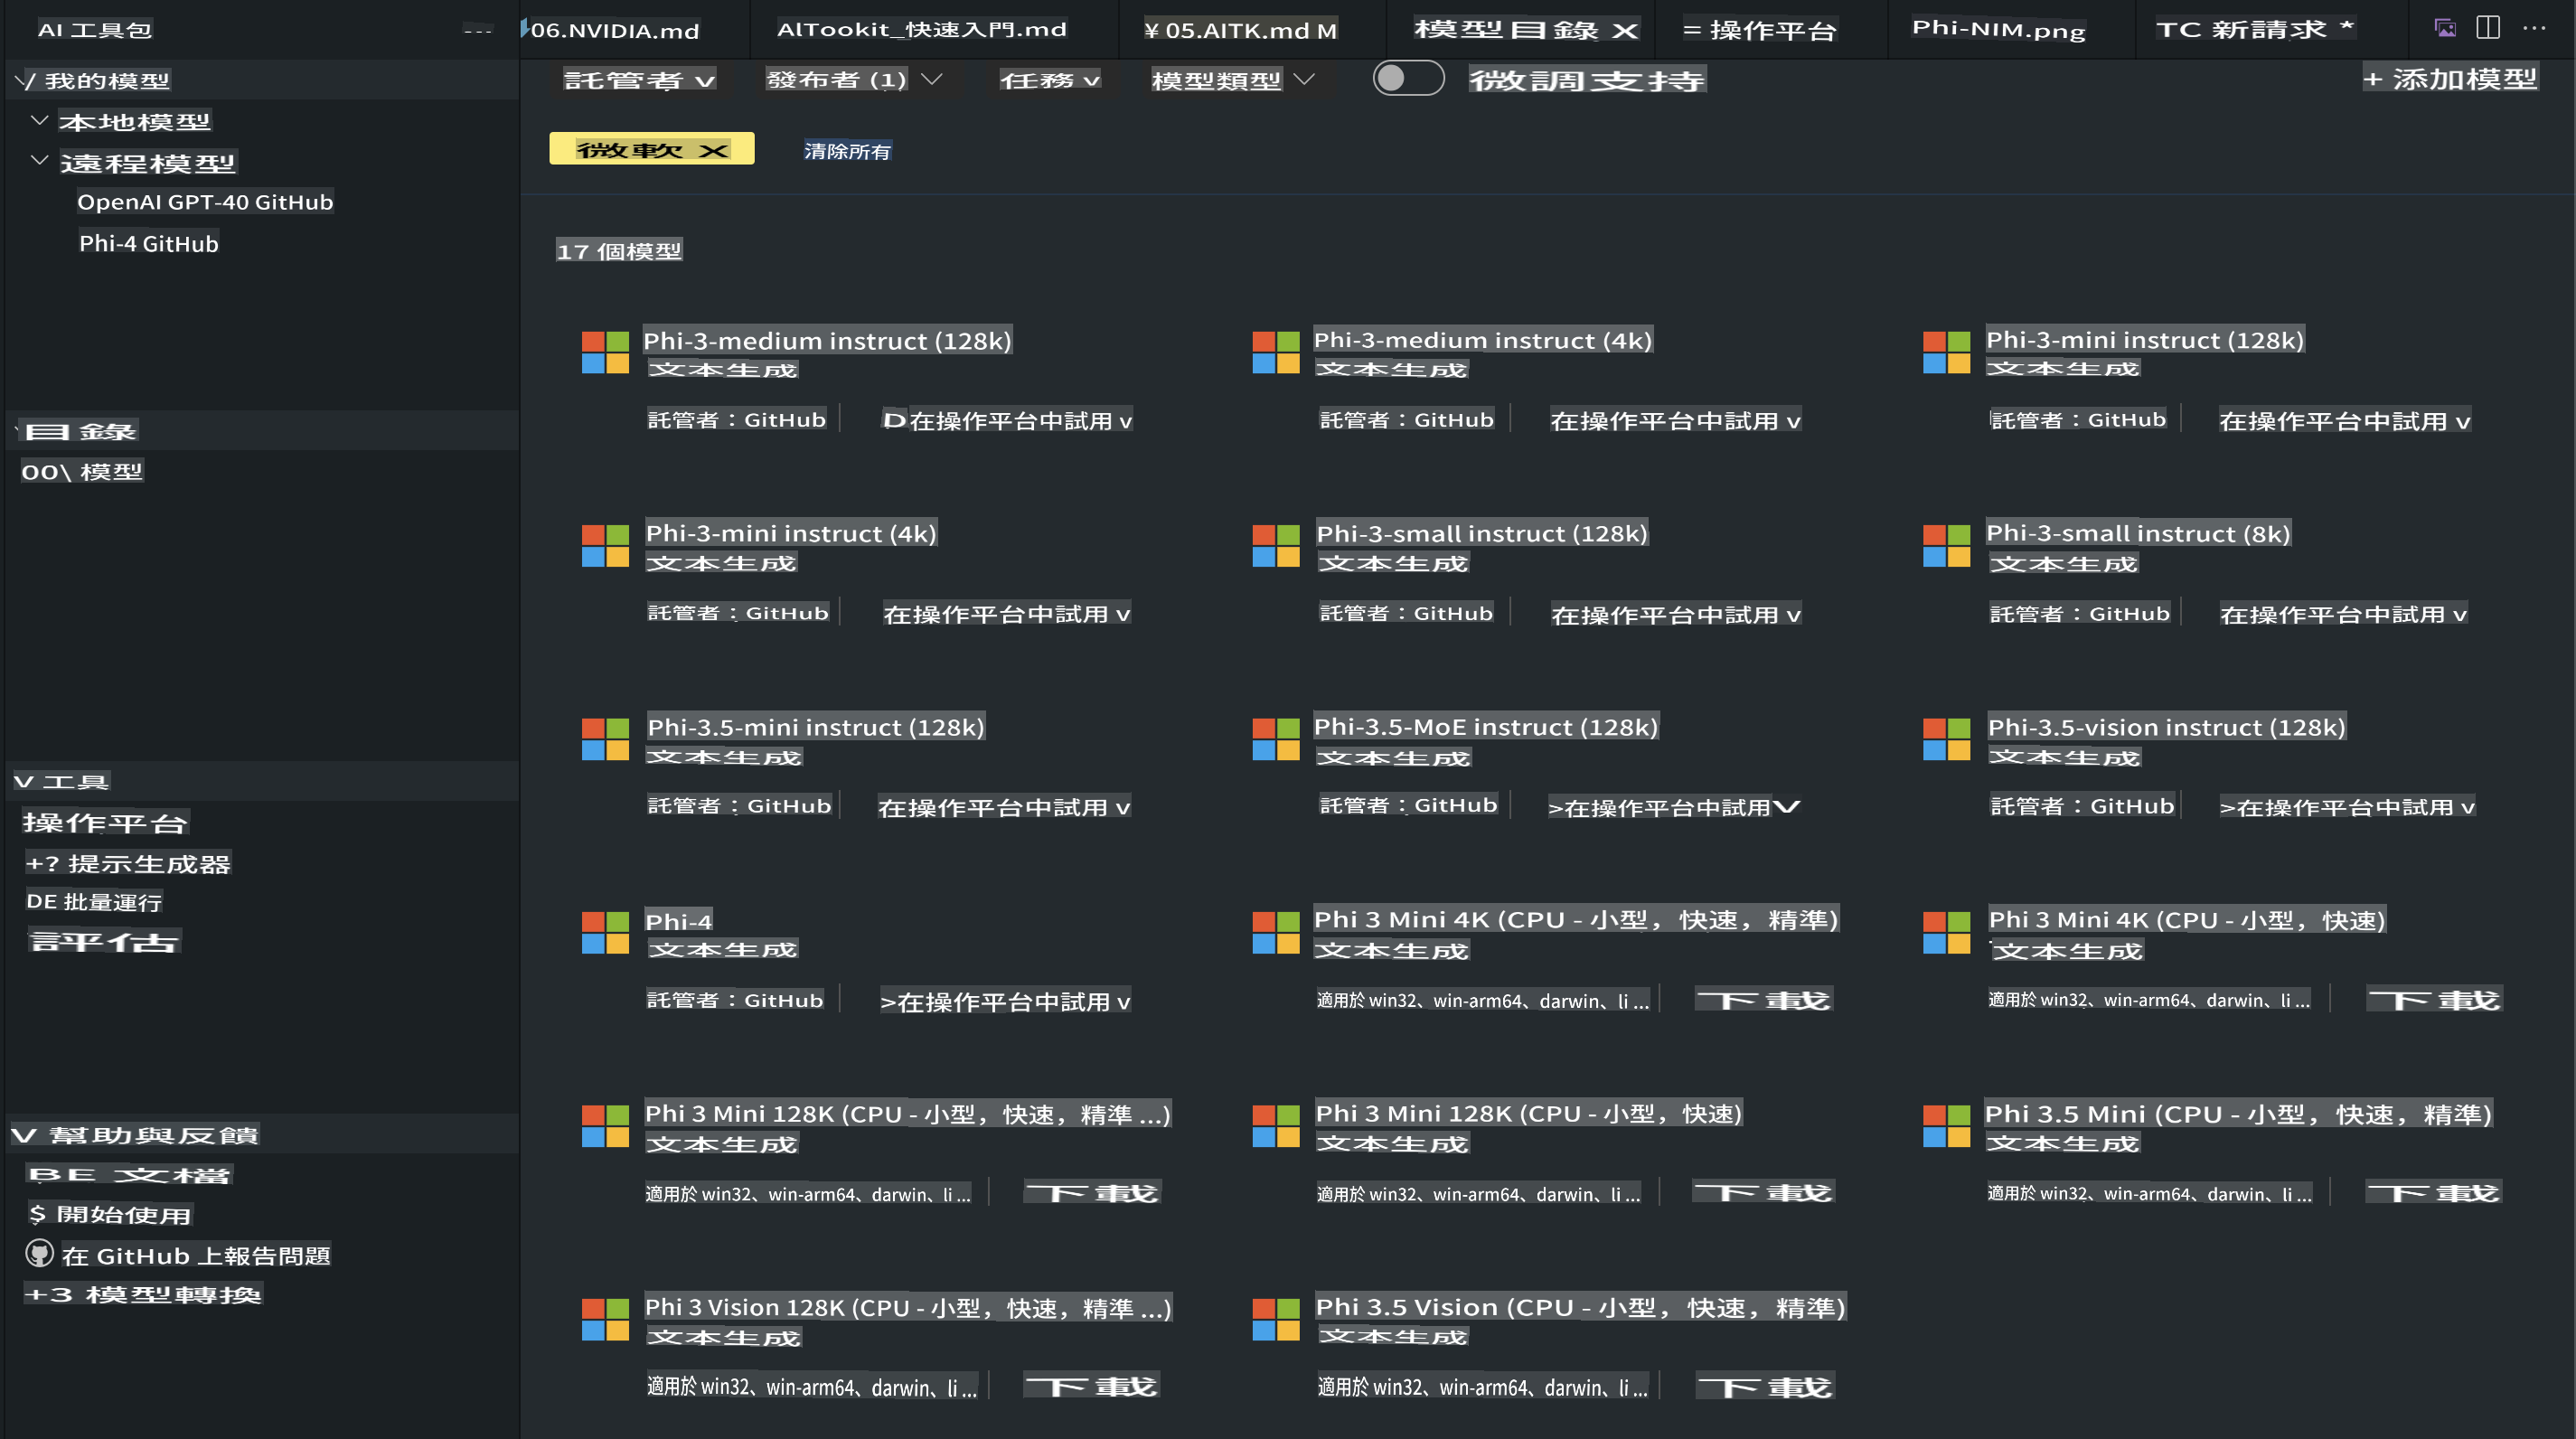 AI 工具包 ...
06.NVIDIA.md
AlTookit_快速入門.md
¥ 05.AITK.md M
模型目錄 X
= 操作平台
Phi-NIM.png
TC 新請求 *
V 我的模型
本地模型
遠程模型
OpenAI GPT-40 GitHub
Phi-4 GitHub
目錄
00\ 模型
V 工具
操作平台
+? 提示生成器
DE 批量運行
評估
V 幫助與反饋
BE 文檔
$ 開始使用
在 GitHub 上報告問題
+3 模型轉換
託管者 v
發布者 (1)
任務 v
模型類型
微調支持
+ 添加模型
微軟 X
清除所有
17 個模型
Phi-3-medium instruct (128k)
文本生成
託管者：GitHub
D 在操作平台中試用 v
Phi-3-medium instruct (4k)
文本生成
託管者：GitHub
在操作平台中試用 v
Phi-3-mini instruct (128k)
文本生成
託管者：GitHub
在操作平台中試用 v
Phi-3-mini instruct (4k)
文本生成
託管者：GitHub
在操作平台中試用 v
Phi-3-small instruct (128k)
文本生成
託管者：GitHub
在操作平台中試用 v
Phi-3-small instruct (8k)
文本生成
託管者：GitHub
在操作平台中試用 v
Phi-3.5-mini instruct (128k)
文本生成
託管者：GitHub
在操作平台中試用 v
Phi-3.5-MoE instruct (128k)
文本生成
託管者：GitHub
>在操作平台中試用 V
Phi-3.5-vision instruct (128k)
文本生成
託管者：GitHub
>在操作平台中試用 v
Phi-4
文本生成
託管者：GitHub
>在操作平台中試用 v
Phi 3 Mini 4K (CPU - 小型，快速，精準)
文本生成
適用於 win32、win-arm64、darwin、li ...
下載
Phi 3 Mini 4K (CPU - 小型，快速)
文本生成
適用於 win32、win-arm64、darwin、li ...
下載
Phi 3 Mini 128K (CPU - 小型，快速，精準 ...)
文本生成
適用於 win32、win-arm64、darwin、li ...
下載
Phi 3 Mini 128K (CPU - 小型，快速)
文本生成
適用於 win32、win-arm64、darwin、li ...
下載
Phi 3.5 Mini (CPU - 小型，快速，精準)
文本生成
適用於 win32、win-arm64、darwin、li ...
下載
Phi 3 Vision 128K (CPU - 小型，快速，精準 ...)
文本生成
適用於 win32、win-arm64、darwin、li ...
下載
Phi 3.5 Vision (CPU - 小型，快速，精準)
文本生成
適用於 win32、win-arm64、darwin、li ...
下載